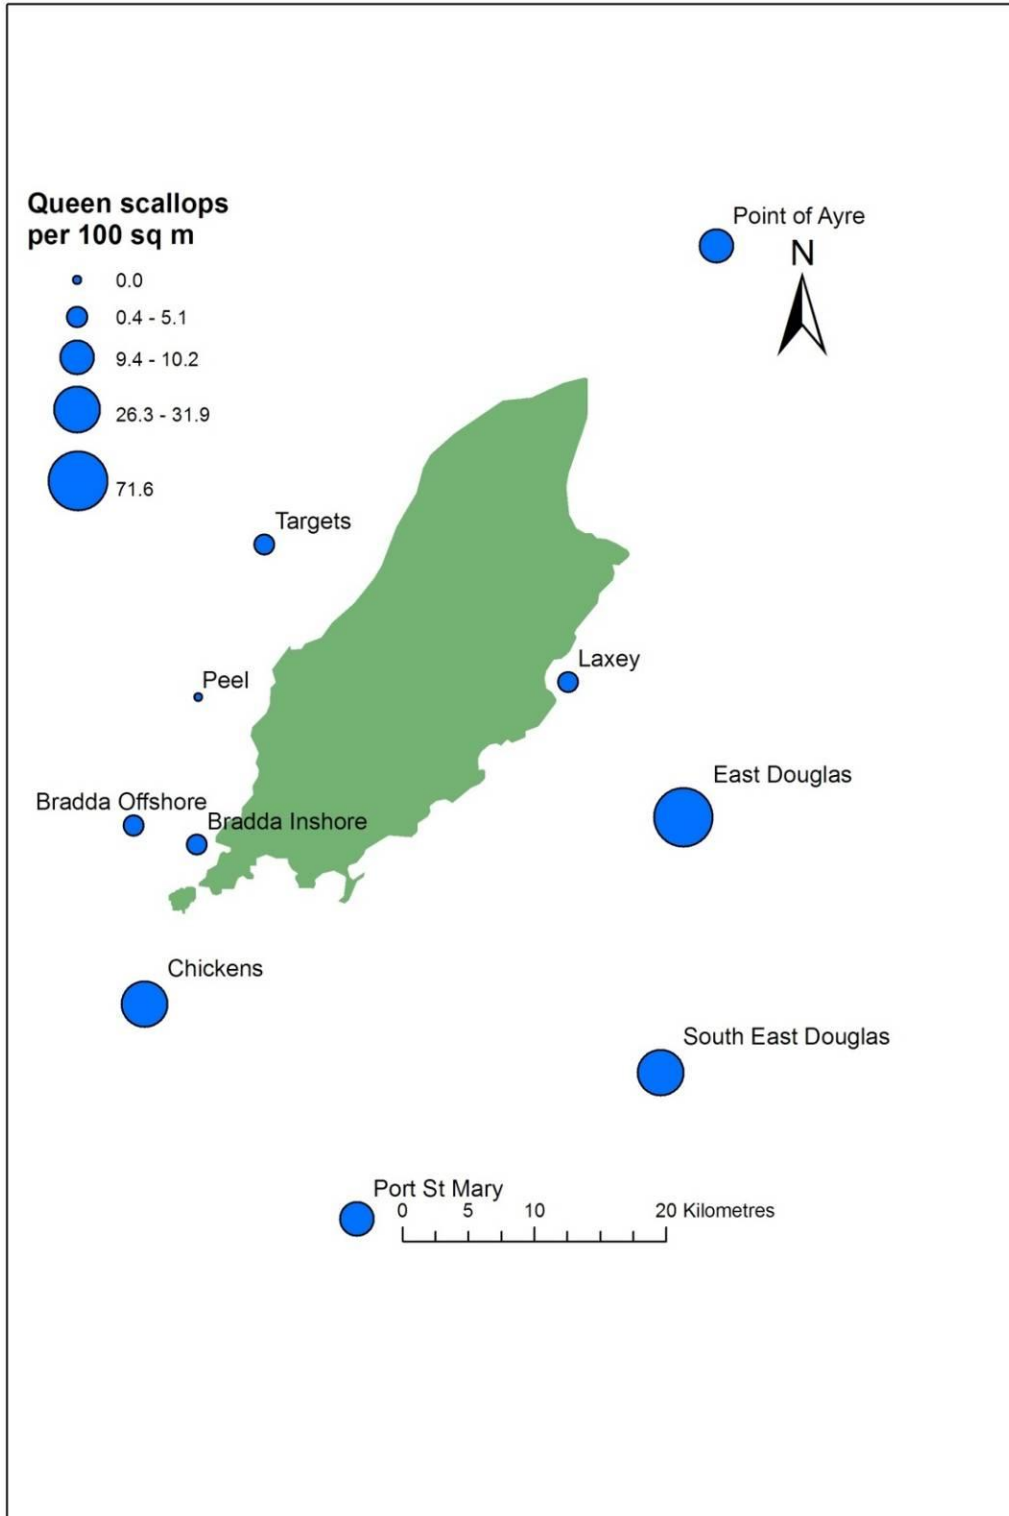 Queen scallops
per 100 sq m
0.0
0.4 - 5.1
9.4 - 10.2
26.3 - 31.9
71.6
Point of Ayre
N
Targets
Laxey
Peel
East Douglas
Bradda Offshore
Bradda Inshore
Chickens
South East Douglas
Port St Mary
0 5 10 20 Kilometres